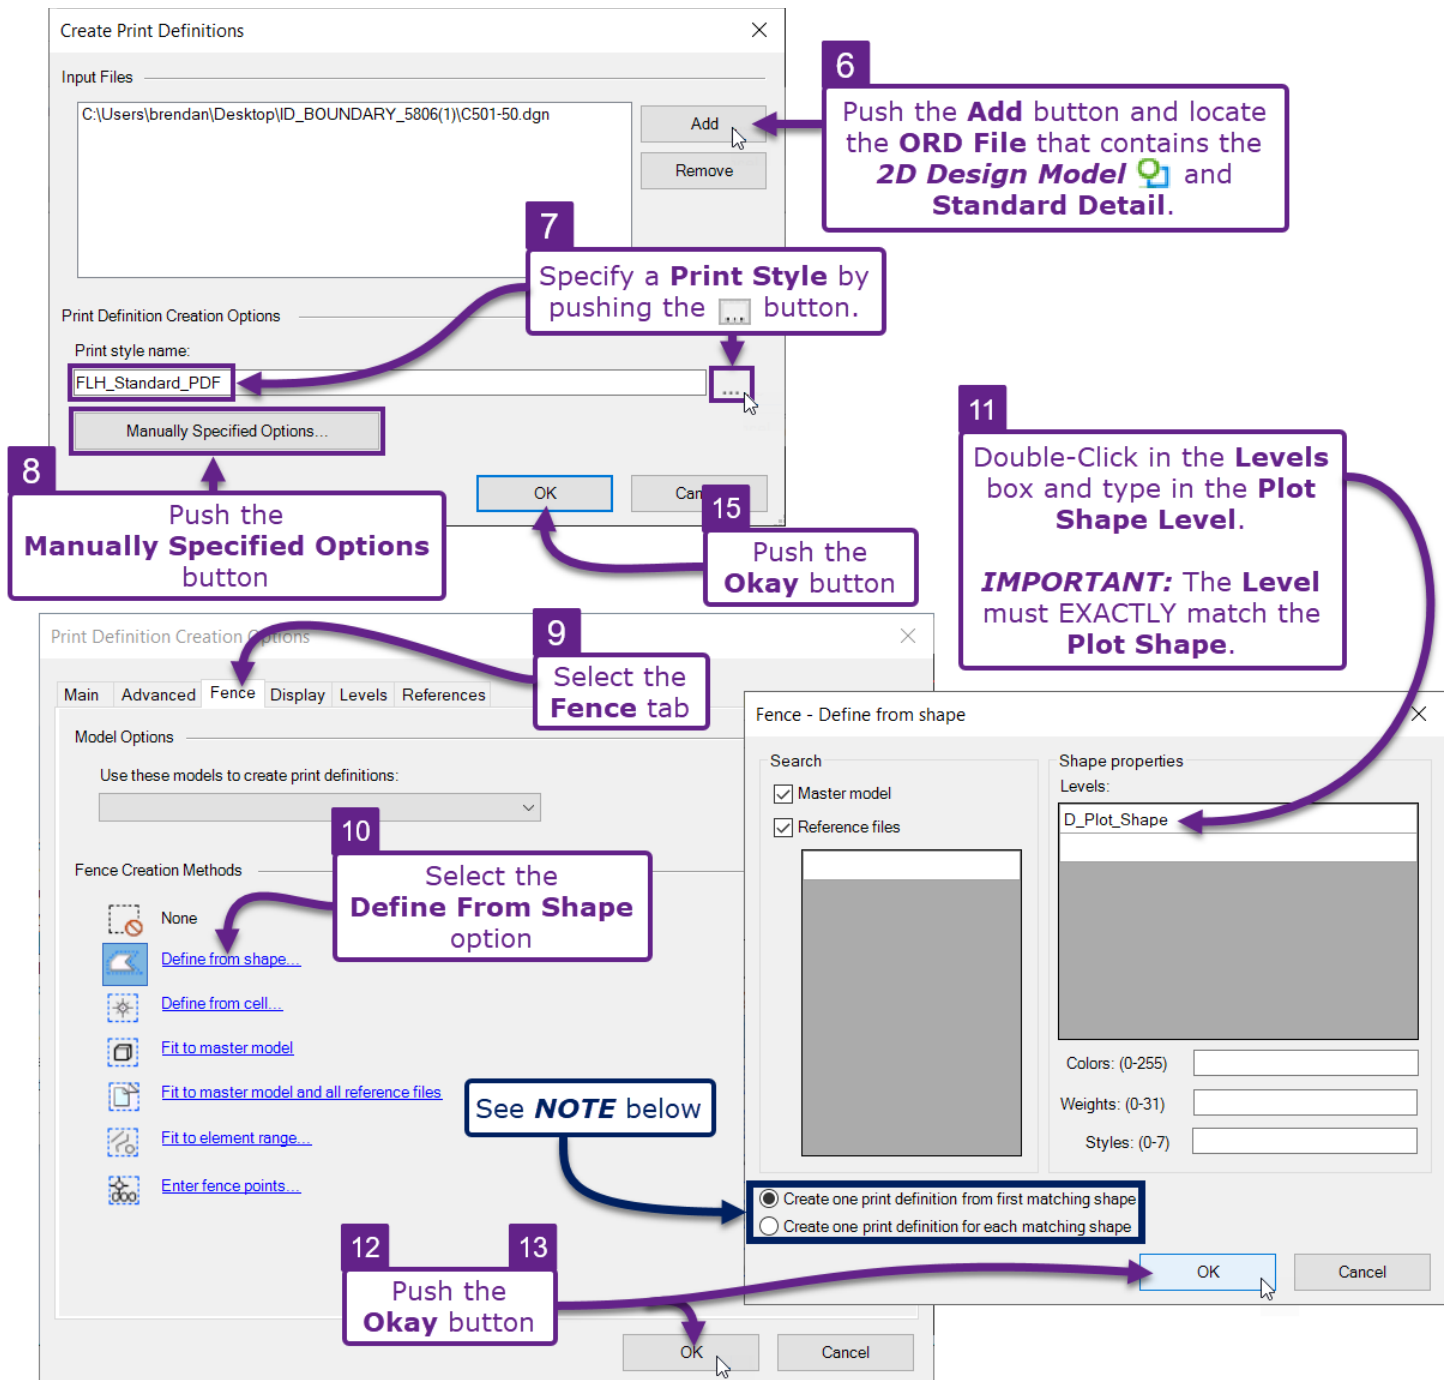 Create Print Definitions
Input Files
C:\Users\brendan\Desktop\ID_BOUNDARY_5806(1)\C501-50.dgn
Add
Remove
6
Push the Add button and locate
the ORD File that contains the
2D Design Model and
Standard Detail.
7
Specify a Print Style by
pushing the ... button.
Print Definition Creation Options
Print style name:
FLH_Standard_PDF
...
Manually Specified Options...
8
Push the
Manually Specified Options
button
OK
15
Push the
Okay button
11
Double-Click in the Levels
box and type in the Plot
Shape Level.
IMPORTANT: The Level
must EXACTLY match the
Plot Shape.
Print Definition Creation Options
9
Select the
Fence tab
Main
Advanced
Fence
Display
Levels
References
Model Options
Use these models to create print definitions:
10
Select the
Define From Shape
option
Fence Creation Methods
None
Define from shape...
Define from cell...
Fit to master model
Fit to master model and all reference files
Fit to element range...
Enter fence points...
See NOTE below
12
13
Push the
Okay button
OK
Cancel
Fence - Define from shape
Search
Master model
Reference files
Shape properties
Levels:
D_Plot_Shape
Colors: (0-255)
Weights: (0-31)
Styles: (0-7)
Create one print definition from first matching shape
Create one print definition for each matching shape
OK
Cancel